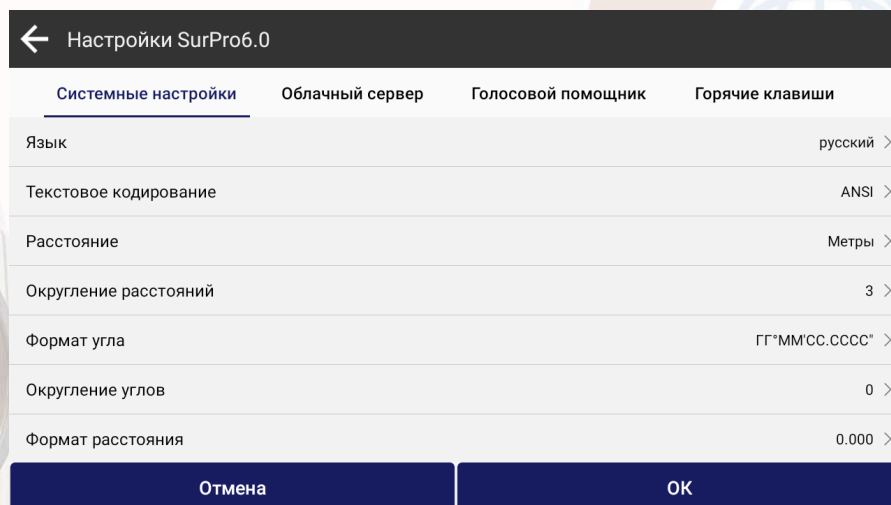 Настройки SurPro6.0
Системные настройки Облачный сервер Голосовой помощник Горячие клавиши
Язык русский
Текстовое кодирование ANSI
Расстояние Метры
Округление расстояний 3
Формат угла ГГ°ММ'СС.СССС"
Округление углов 0
Формат расстояния 0.000
Отмена ОК